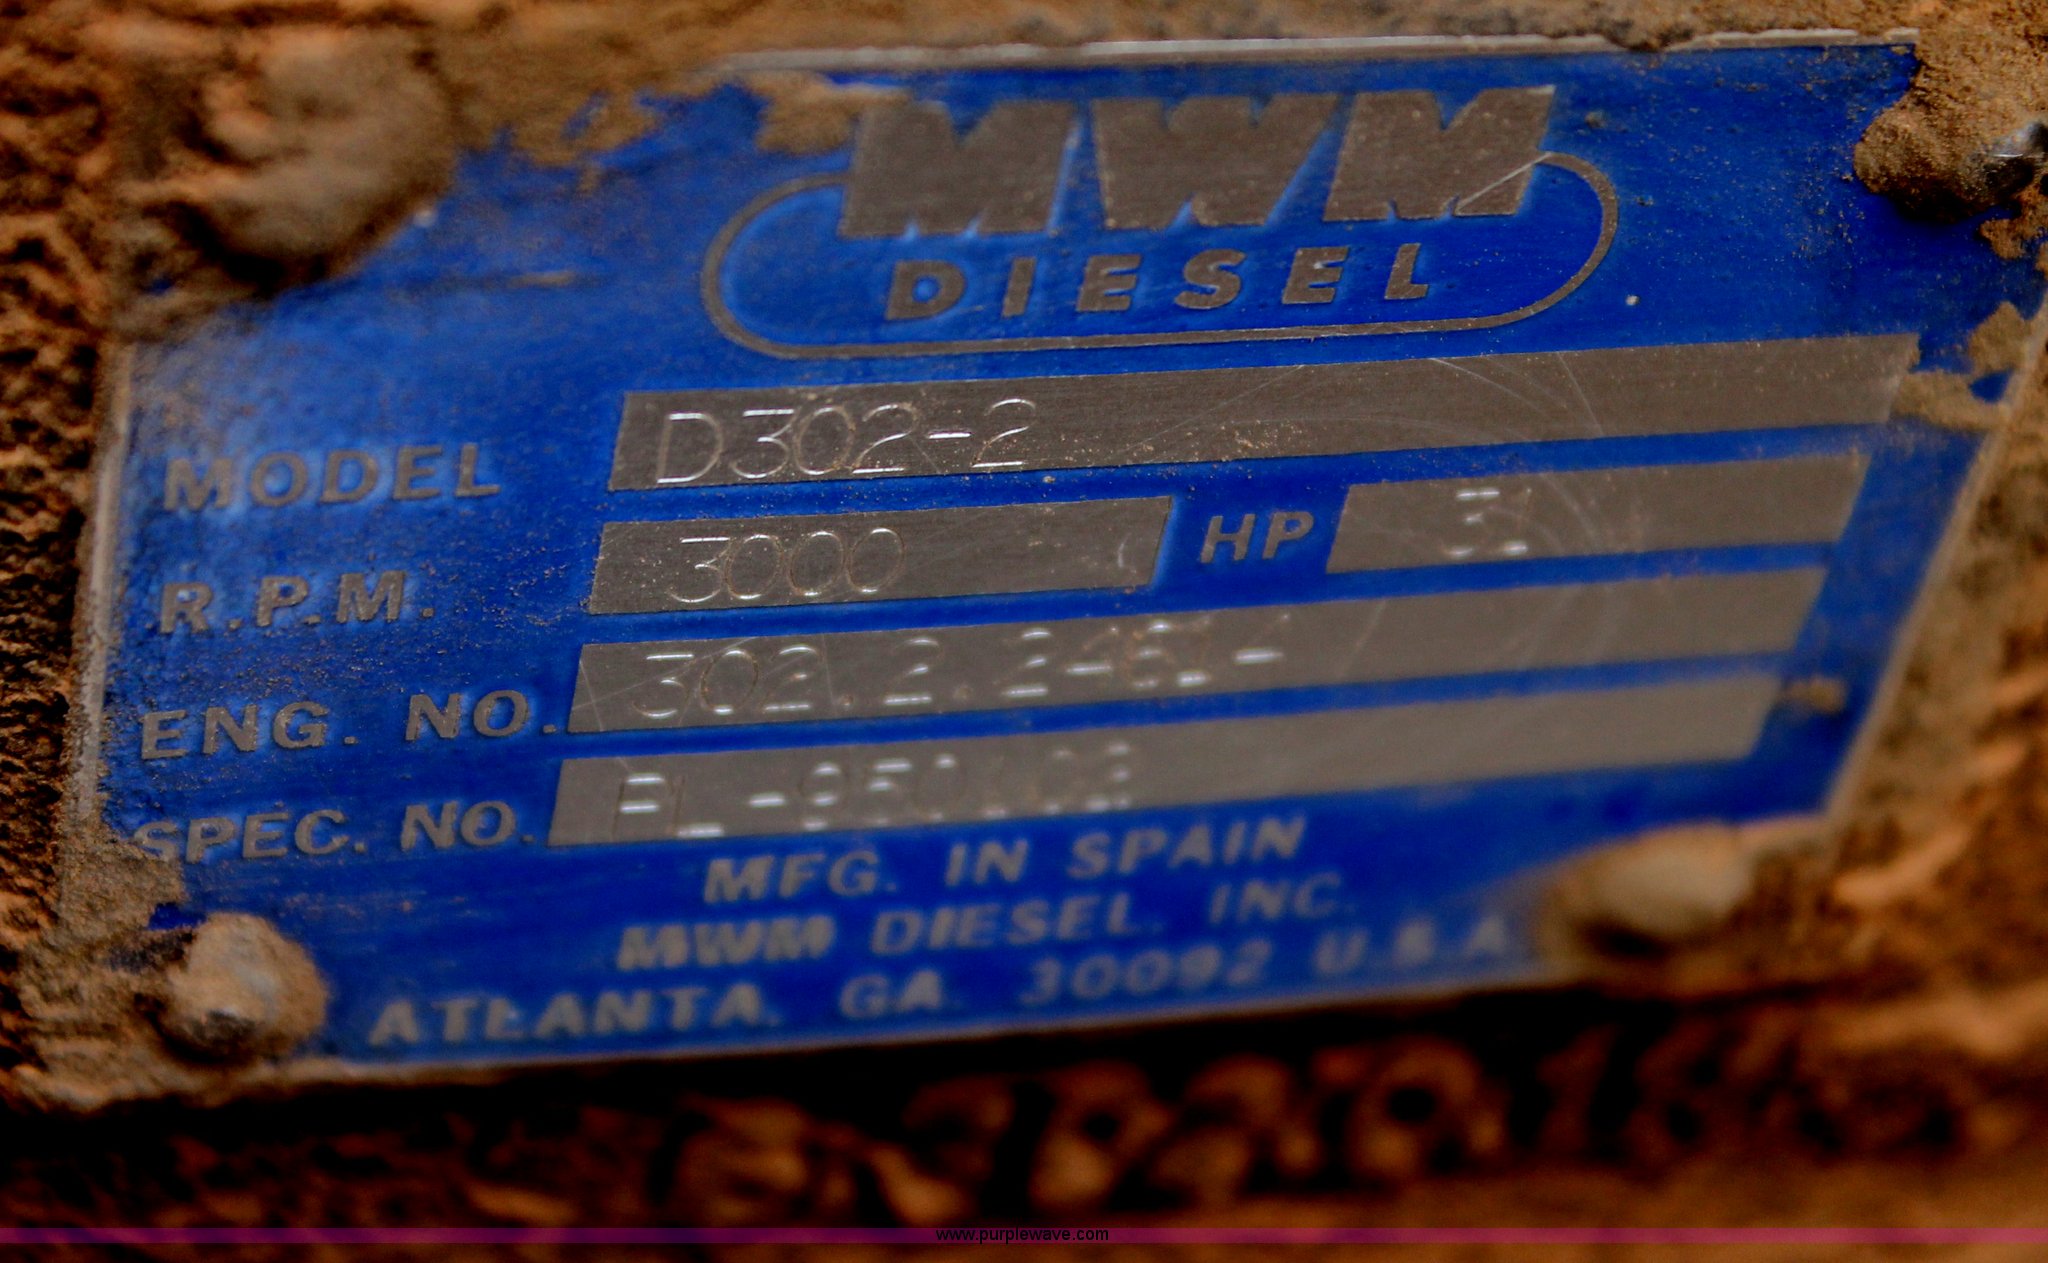 MWM
DIESEL
MODEL D302-2
R.P.M. 3000 HP 31
ENG. NO.
SPEC. NO.
MFG. IN SPAIN
MWM DIESEL, INC.
ATLANTA, GA. 30092 U.S.A.
www.purplewave.com